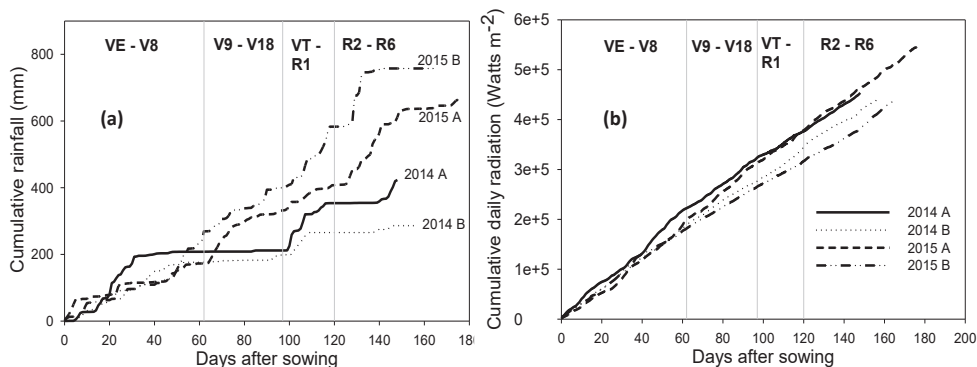 Cumulative rainfall (mm)
800
600
400
200
0
VE - V8
V9 - V18
VT -
R1
R2 - R6
(a)
2015 B
2015 A
2014 A
2014 B
0 20 40 60 80 100 120 140 160 180
Days after sowing
Cumulative daily radiation (Watts m-2)
6e+5
5e+5
4e+5
3e+5
2e+5
1e+5
0
VE - V8
V9 - V18
VT -
R1
R2 - R6
(b)
2014 A
2014 B
2015 A
2015 B
0 20 40 60 80 100 120 140 160 180 200
Days after sowing